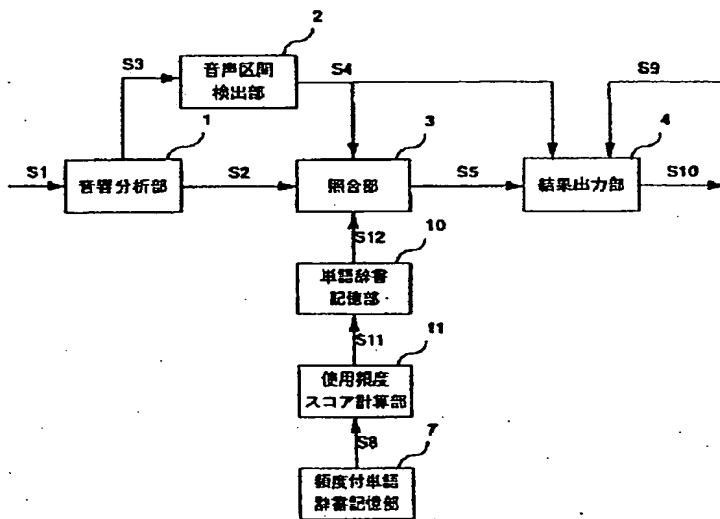 2
S3
音声区間
検出部
S4
S9
1
3
4
S1
音響分析部
S2
照合部
S5
結果出力部
S10
S12
10
単語辞書
記憶部
S11
11
使用頻度
スコア計算部
S8
7
頻度付単語
辞書記憶部